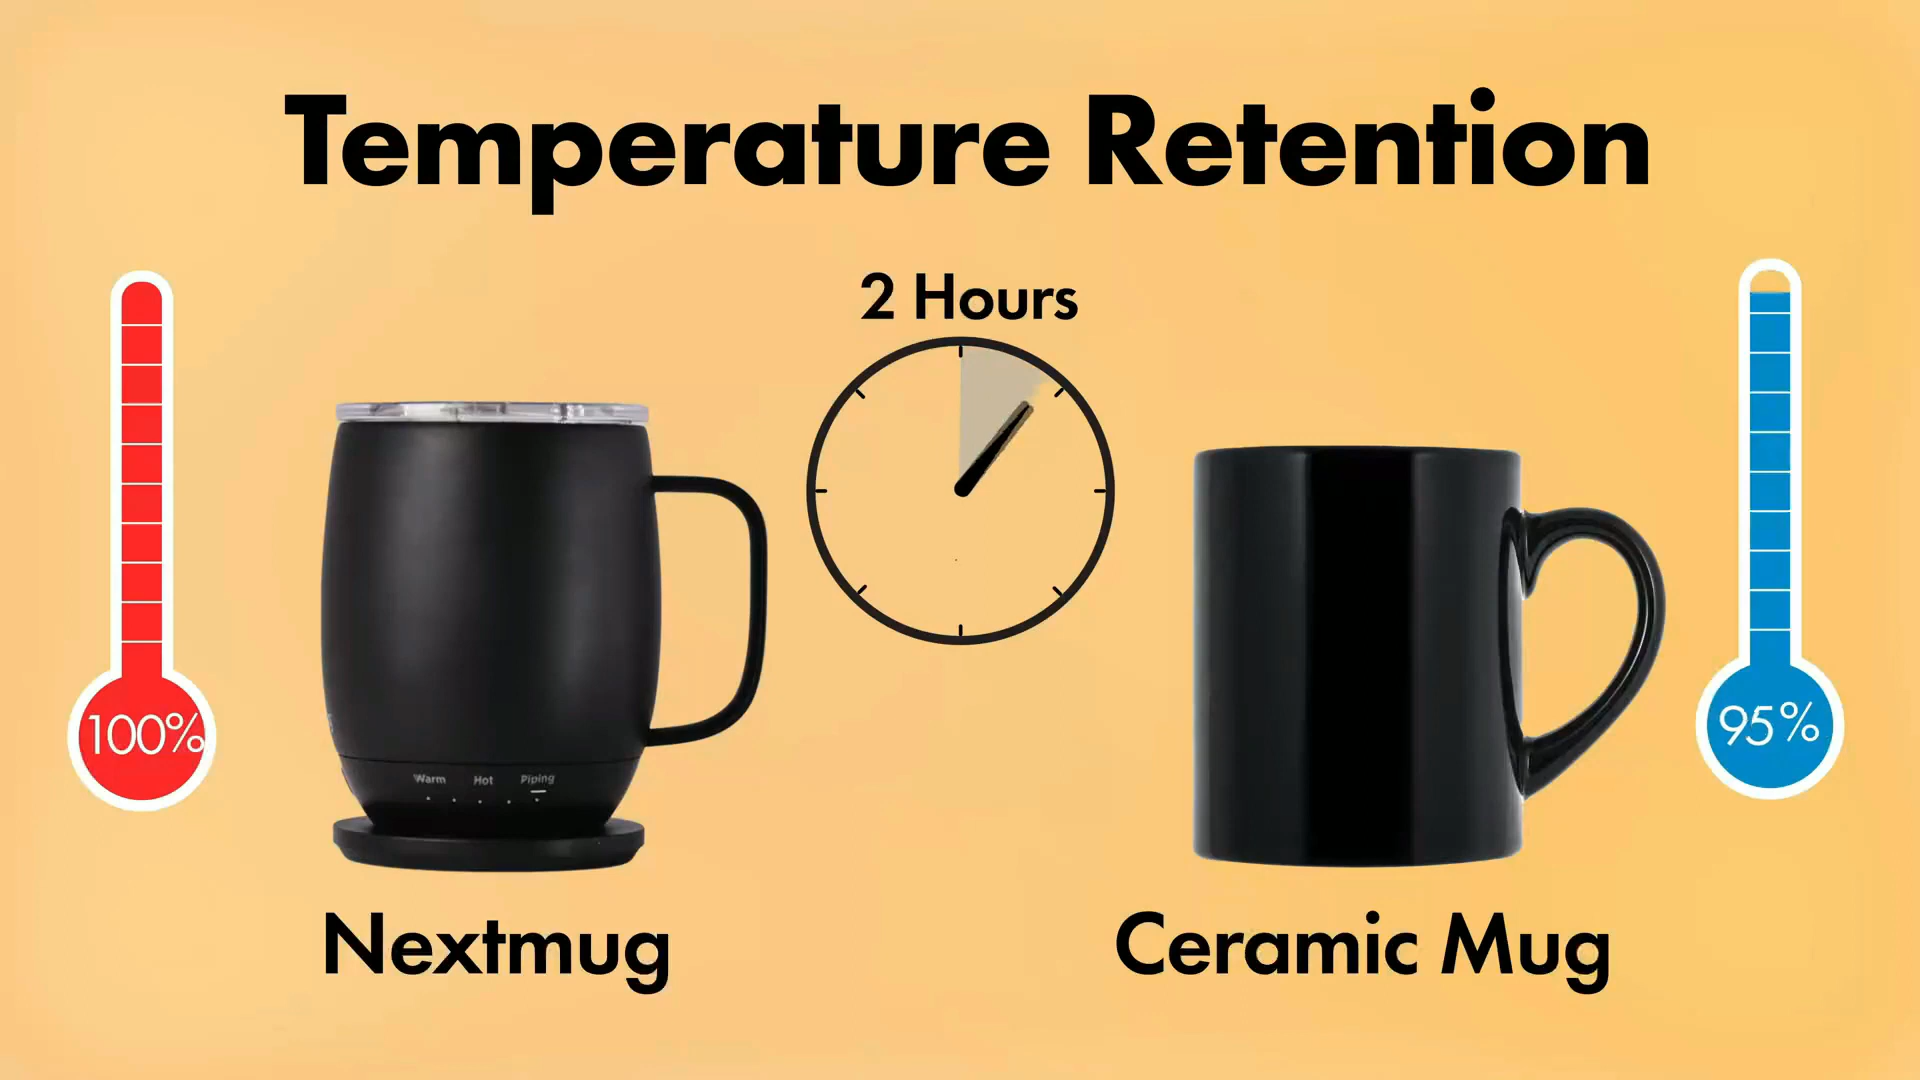 Temperature Retention
2 Hours
Warm Hot Piping
100%
95%
Nextmug
Ceramic Mug